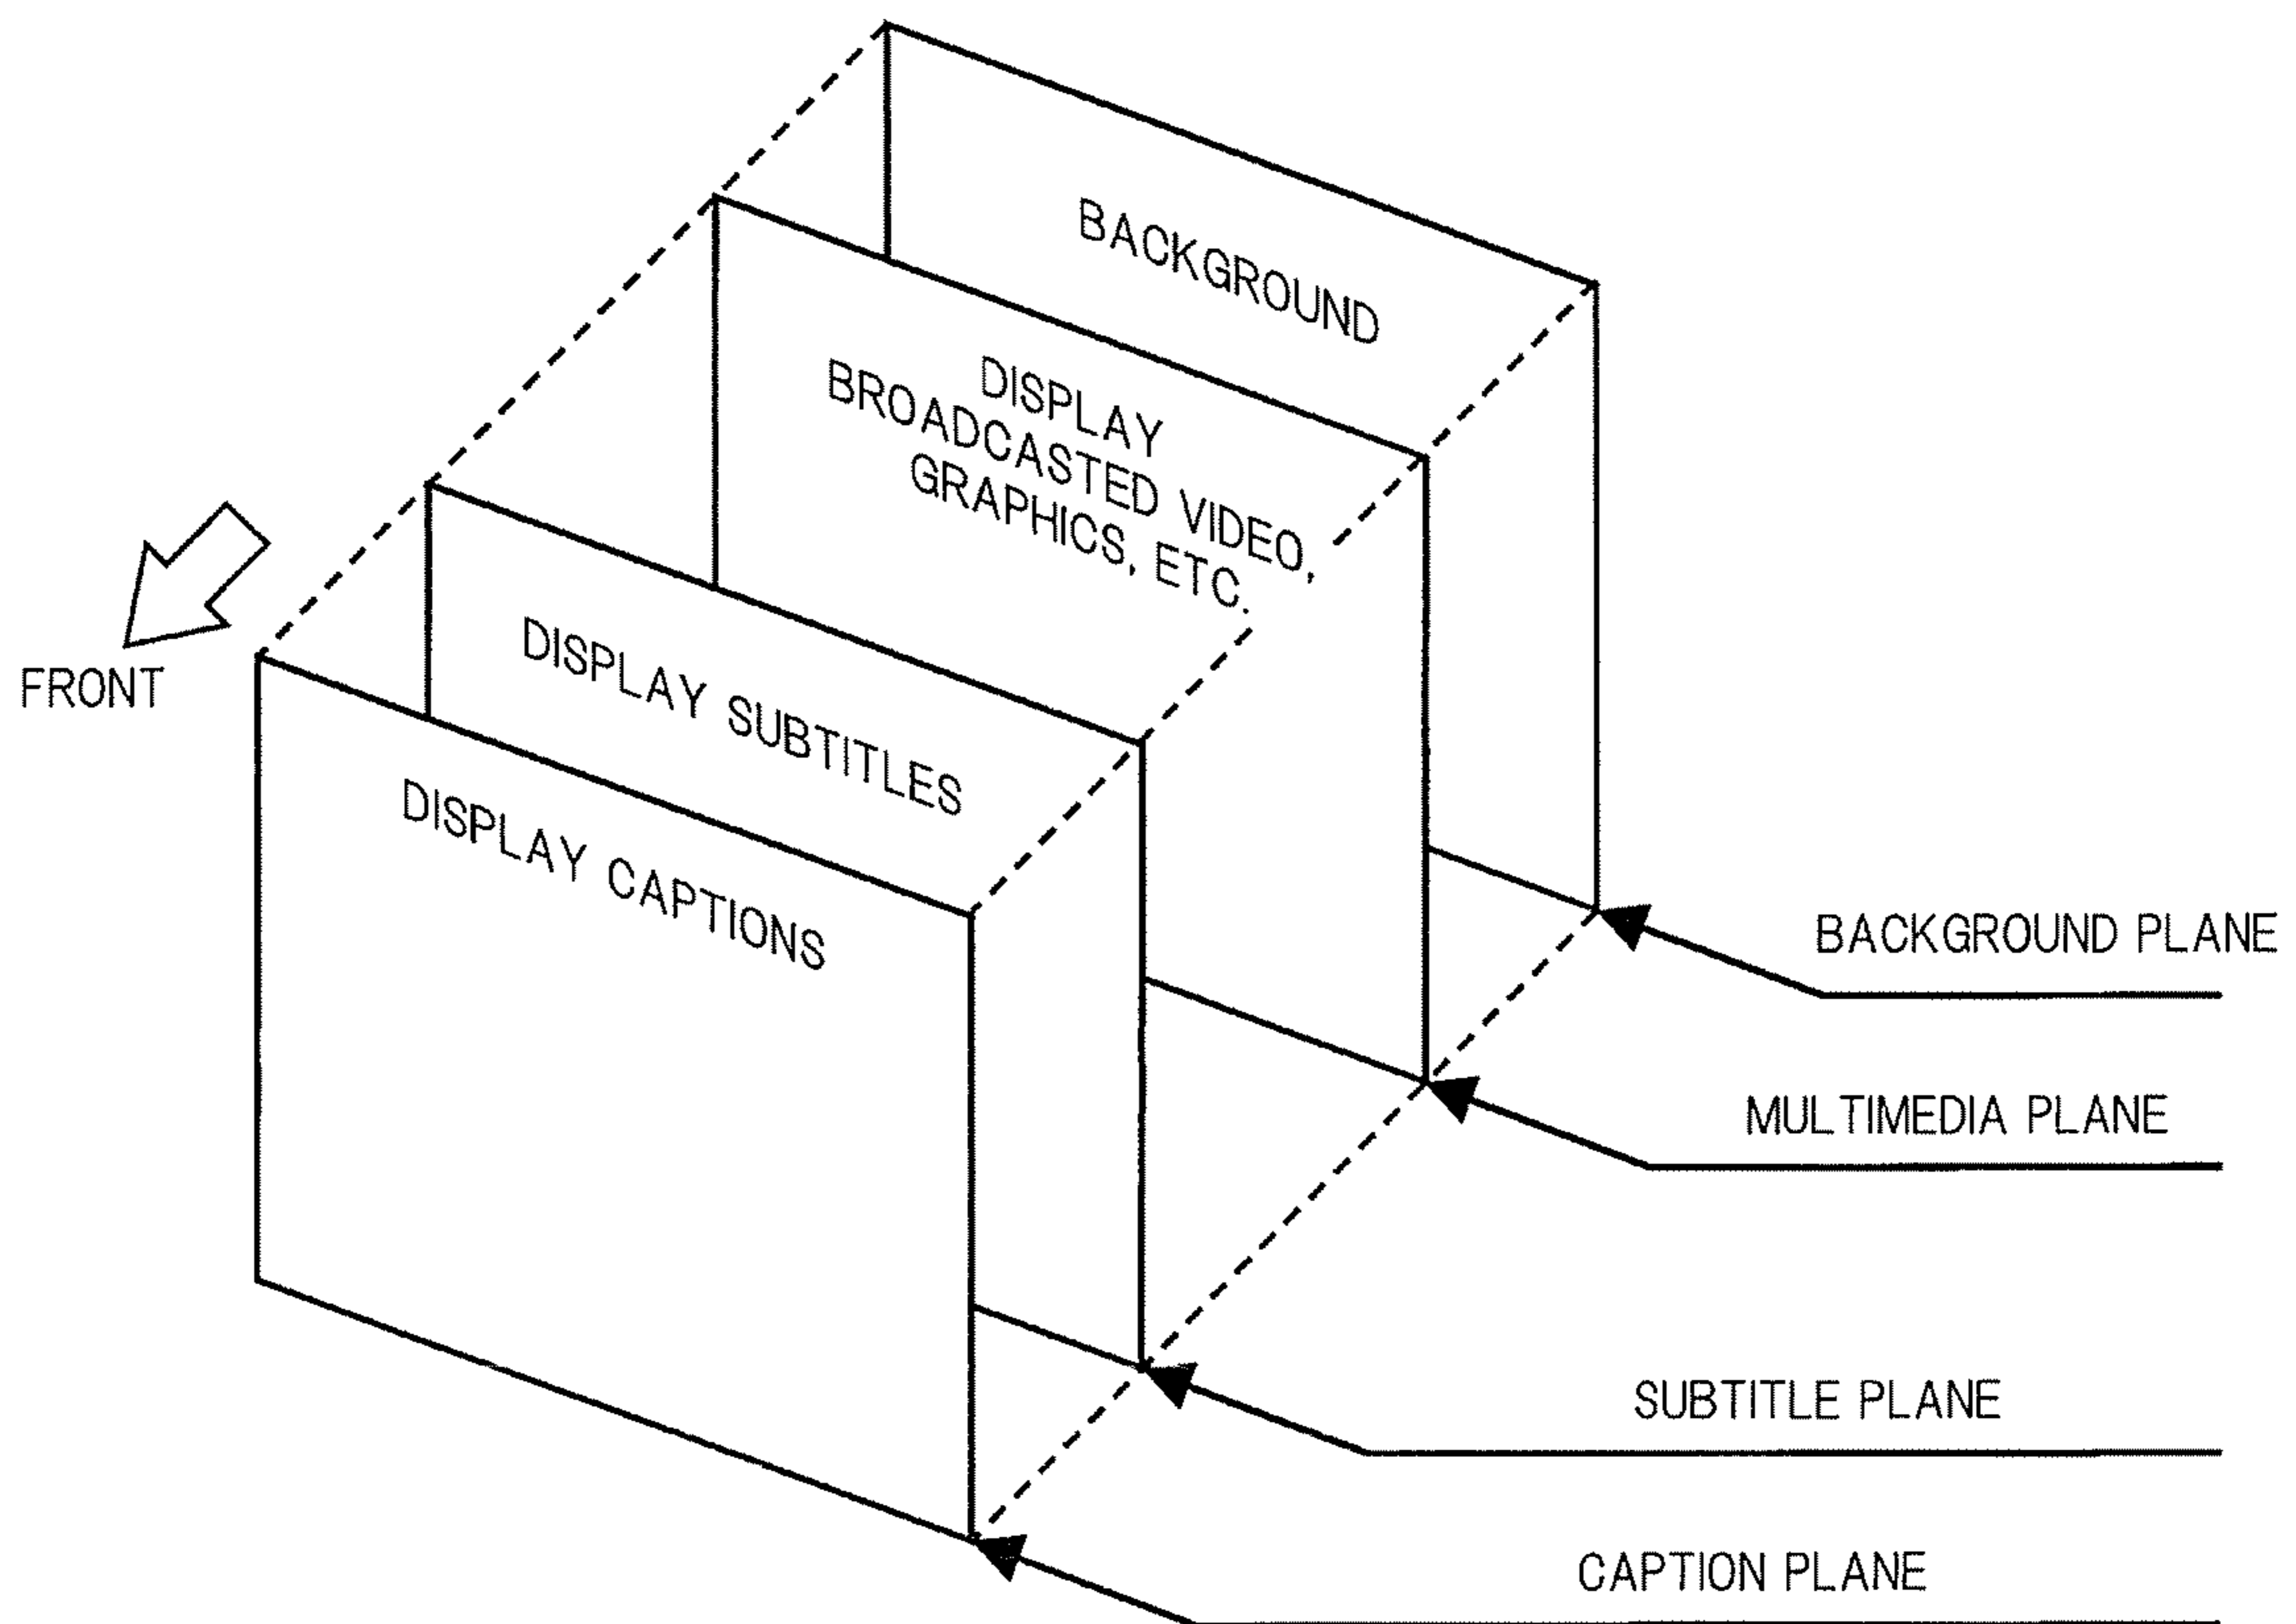 BACKGROUND
DISPLAY
BROADCASTED VIDEO,
GRAPHICS, ETC.
DISPLAY SUBTITLES
DISPLAY CAPTIONS
FRONT
BACKGROUND PLANE
MULTIMEDIA PLANE
SUBTITLE PLANE
CAPTION PLANE